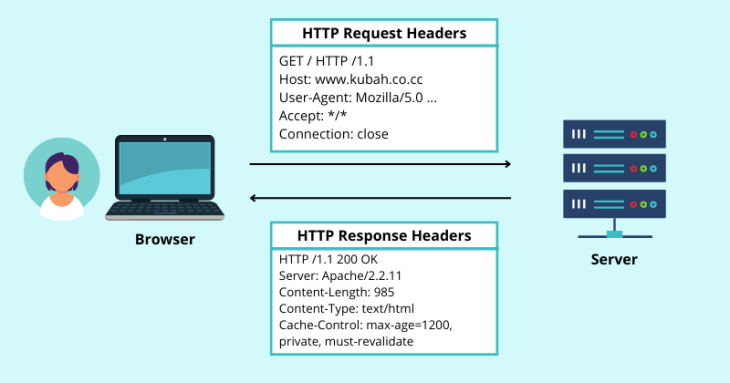 HTTP Request Headers
GET / HTTP /1.1
Host: www.kubah.co.cc
User-Agent: Mozilla/5.0 ...
Accept: */*
Connection: close
Browser
Server
HTTP Response Headers
HTTP /1.1 200 OK
Server: Apache/2.2.11
Content-Length: 985
Content-Type: text/html
Cache-Control: max-age=1200,
private, must-revalidate